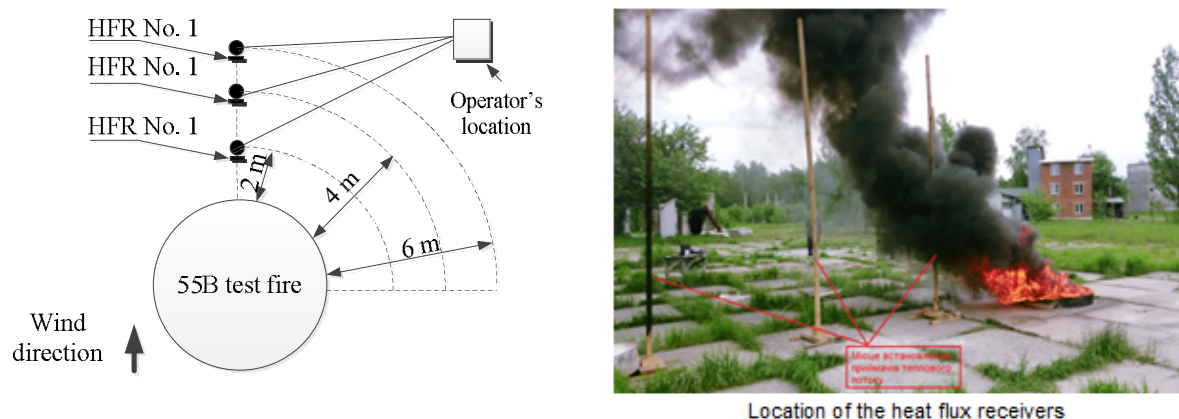 HFR No. 1
HFR No. 1
HFR No. 1
Operator's
location
2 m
4 m
6 m
55B test fire
Wind
direction
Місце встановлення
приймачів теплового
потоку
Location of the heat flux receivers